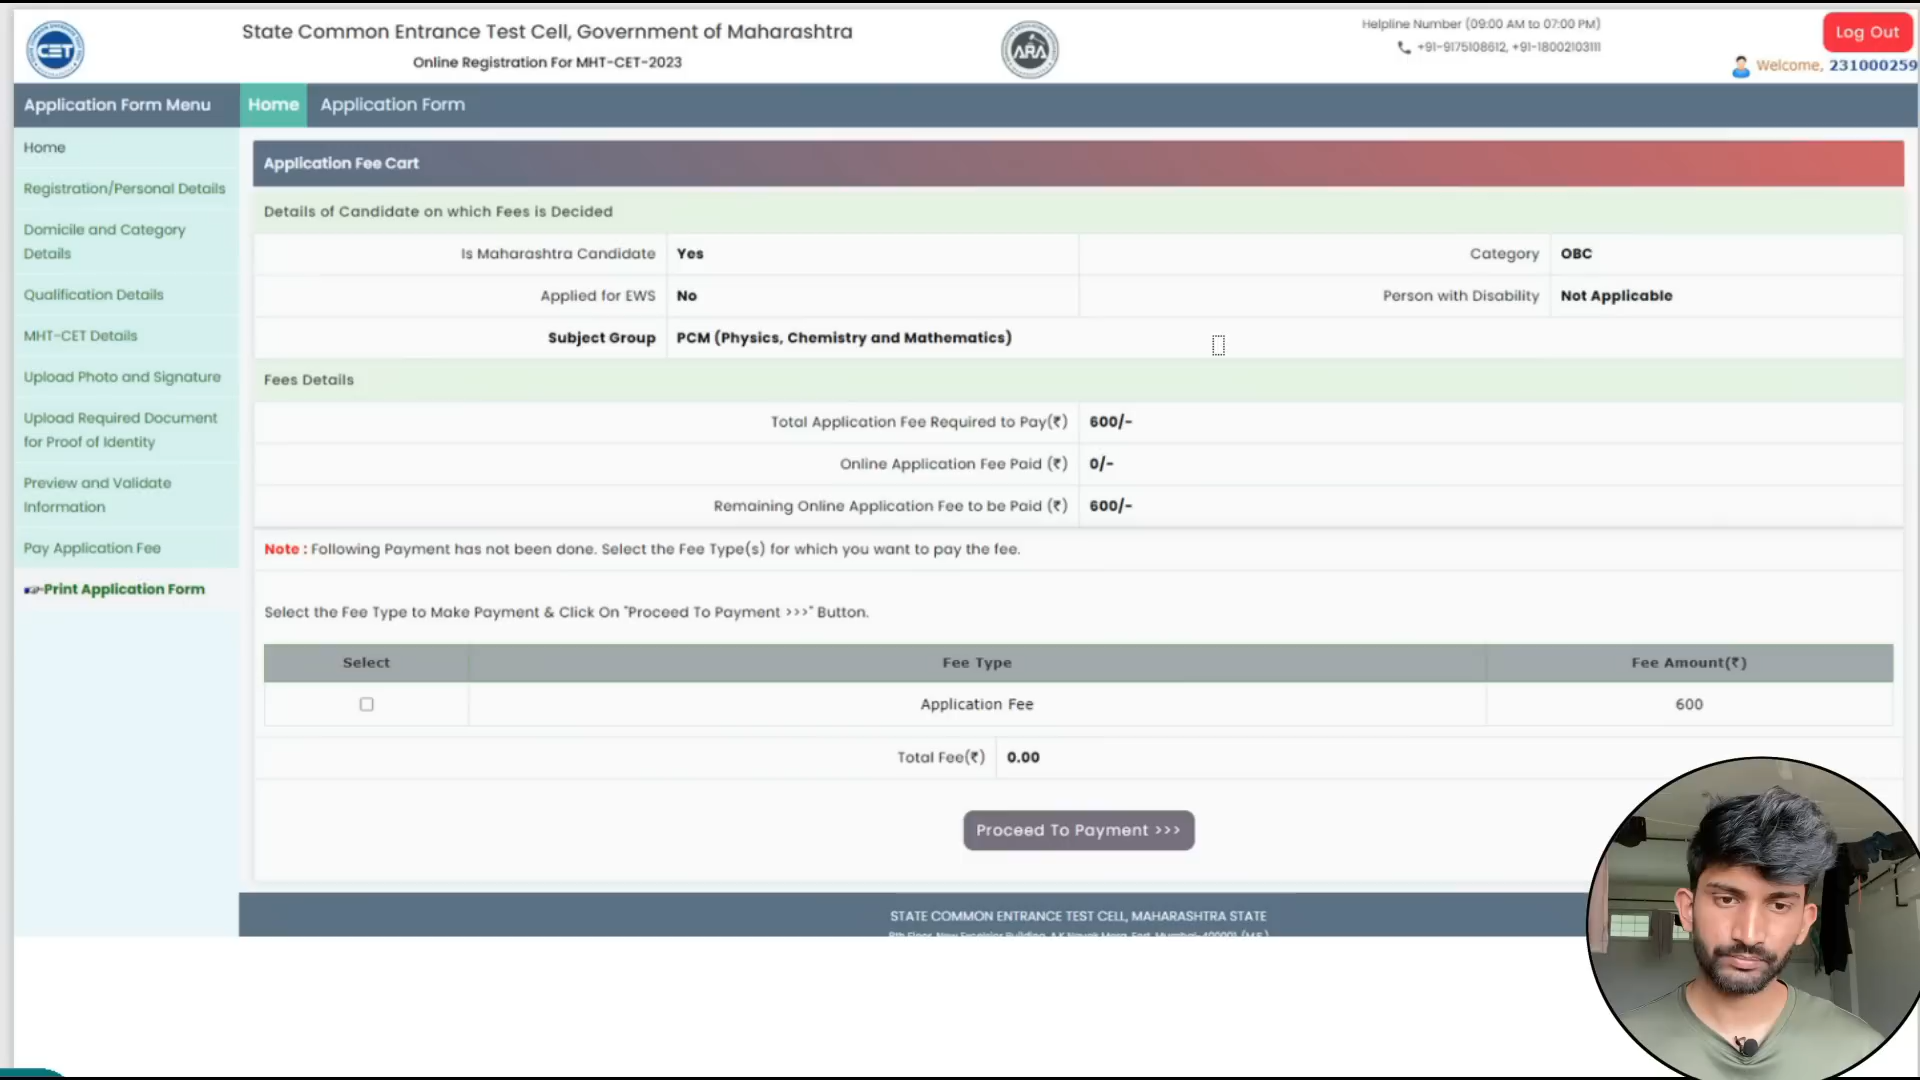 State Common Entrance Test Cell, Government of Maharashtra
Online Registration For MHT-CET-2023
CET
ARA
Helpline Number (09:00 AM to 07:00 PM)
+91-9175108612, +91-18002103111
Log Out
Welcome, 231000259
Application Form Menu
Home
Application Form
Home
Registration/Personal Details
Domicile and Category
Details
Qualification Details
MHT-CET Details
Upload Photo and Signature
Upload Required Document
for Proof of Identity
Preview and Validate
Information
Pay Application Fee
Print Application Form
Application Fee Cart
Details of Candidate on which Fees is Decided
Is Maharashtra Candidate Yes Category OBC
Applied for EWS No Person with Disability Not Applicable
Subject Group PCM (Physics, Chemistry and Mathematics)
Fees Details
Total Application Fee Required to Pay(₹) 600/-
Online Application Fee Paid (₹) 0/-
Remaining Online Application Fee to be Paid (₹) 600/-
Note : Following Payment has not been done. Select the Fee Type(s) for which you want to pay the fee.
Select the Fee Type to Make Payment & Click On "Proceed To Payment >>>" Button.
Select Fee Type Fee Amount(₹)
Application Fee 600
Total Fee(₹) 0.00
Proceed To Payment >>>
STATE COMMON ENTRANCE TEST CELL, MAHARASHTRA STATE